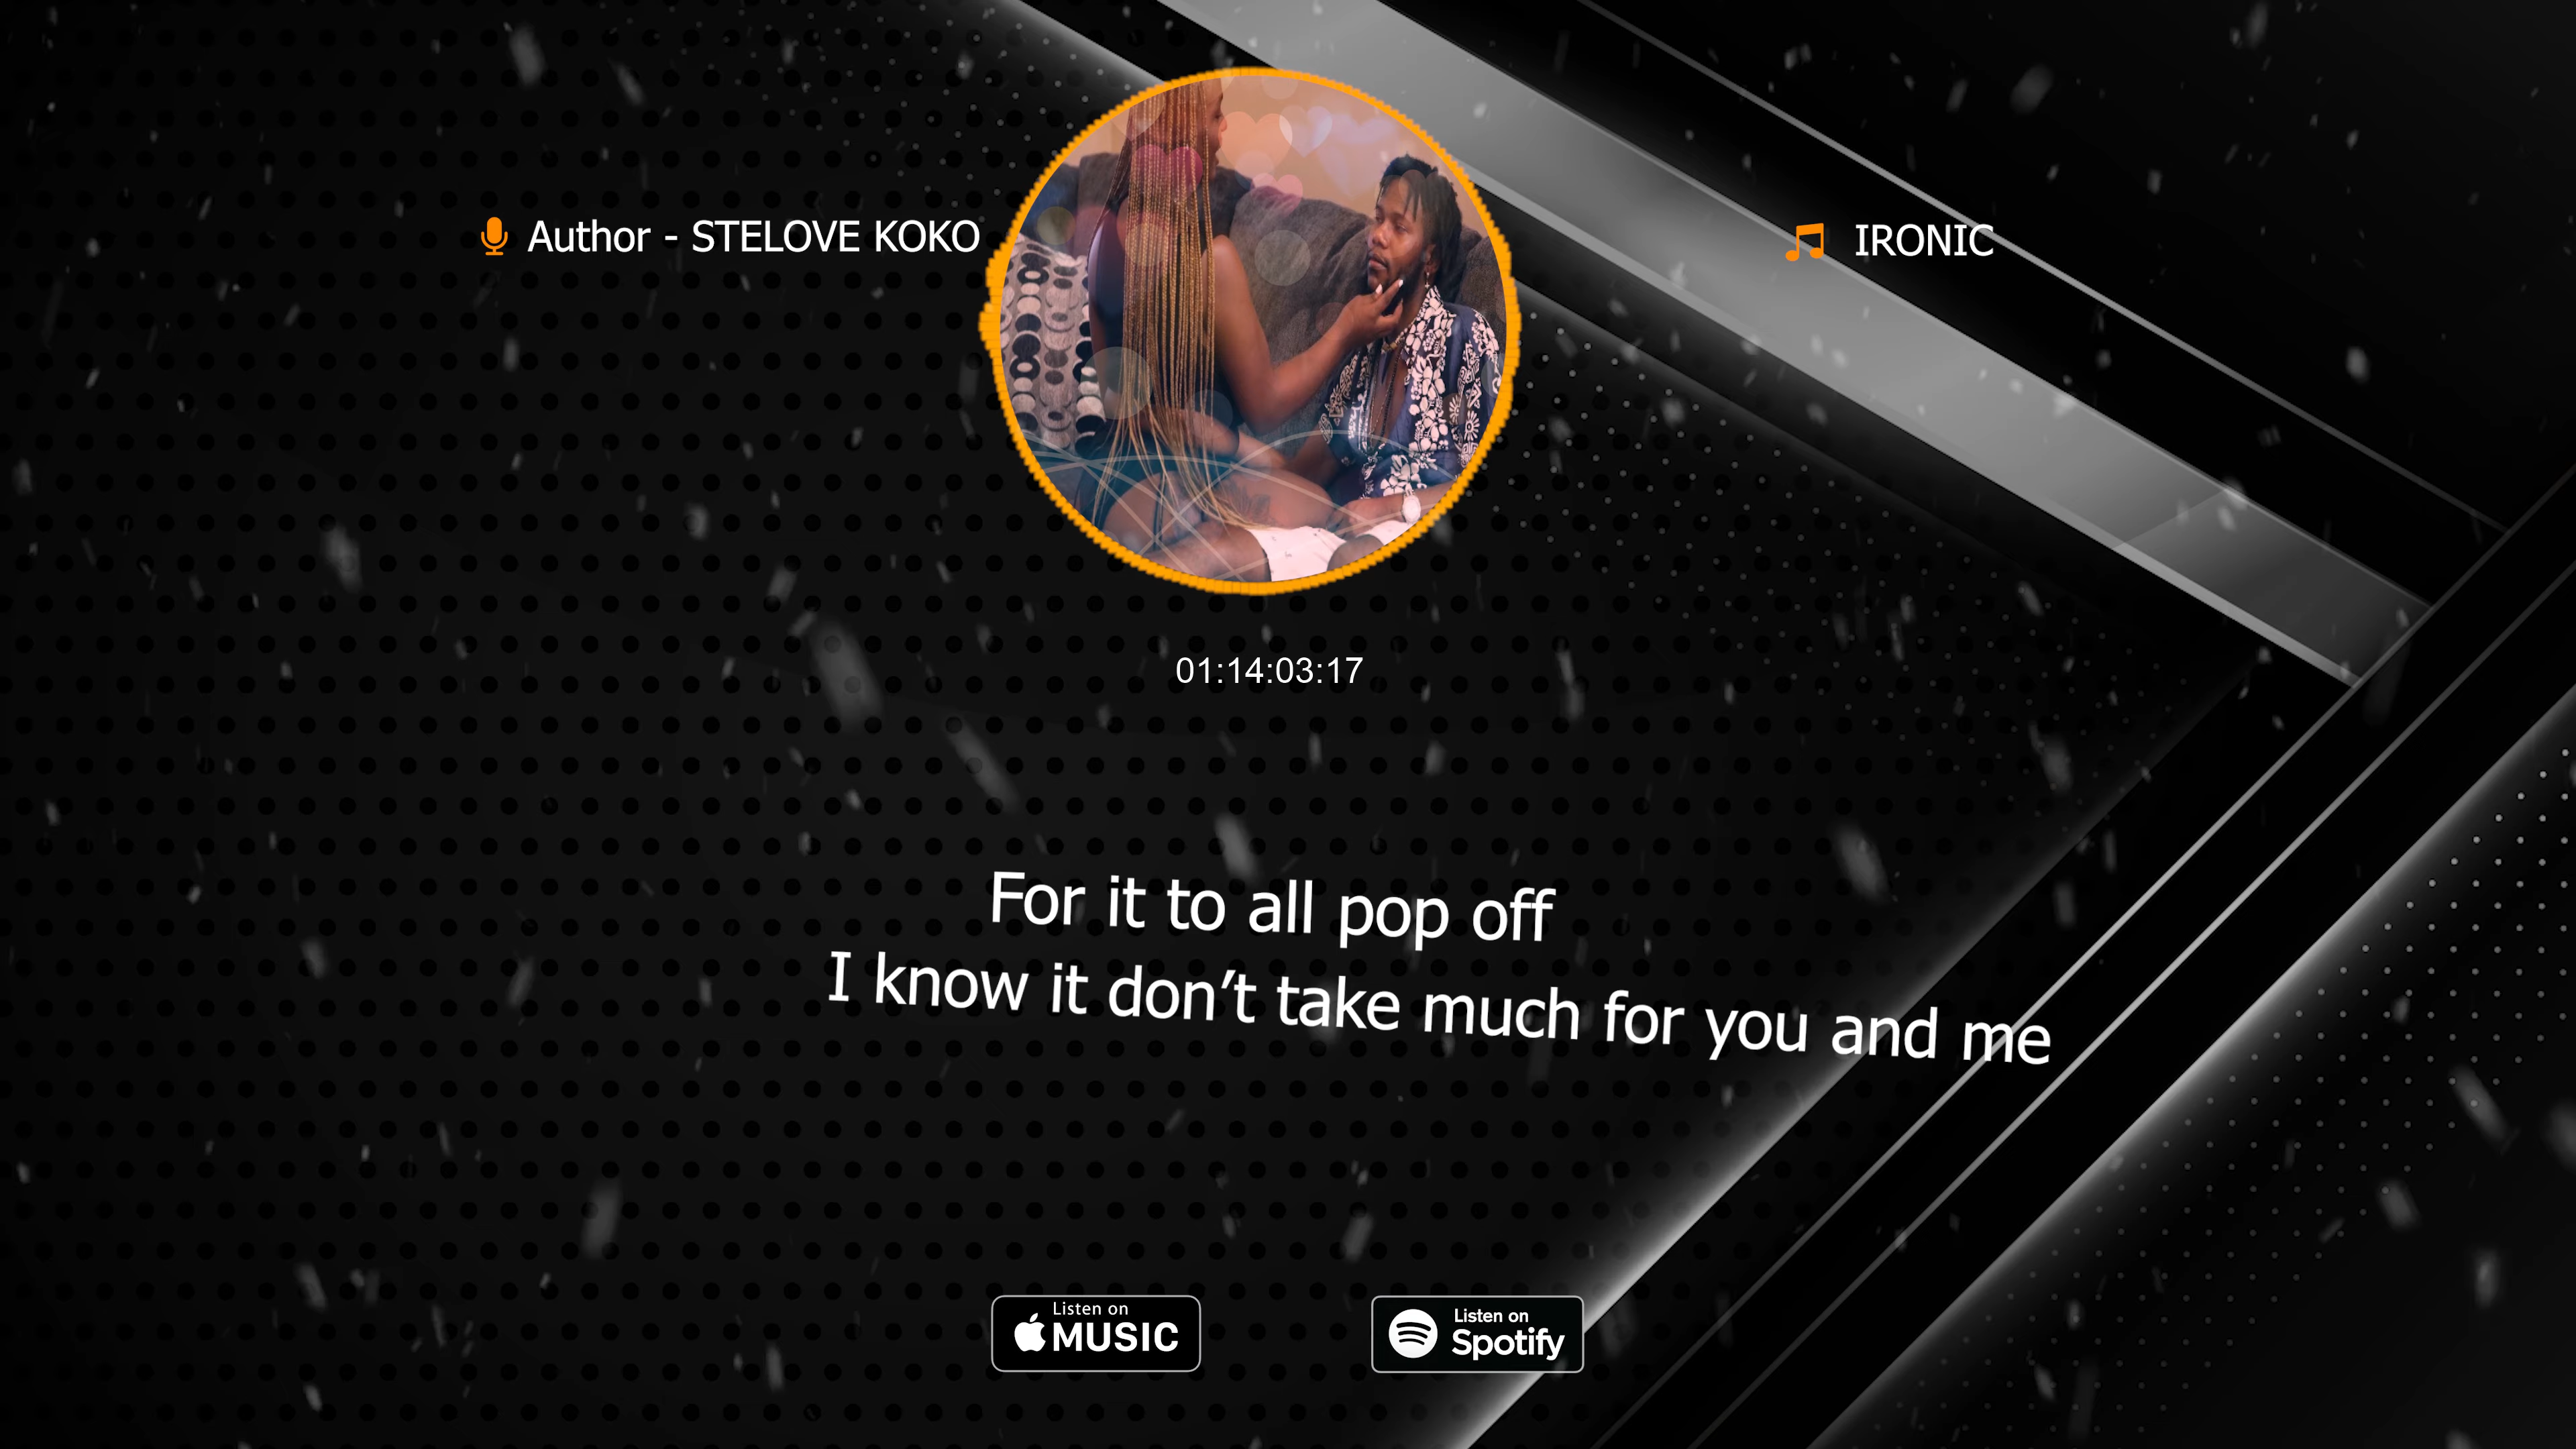 Author - STELOVE KOKO
IRONIC
01:14:03:17
For it to all pop off
I know it don’t take much for you and me
Listen on
MUSIC
Listen on
Spotify